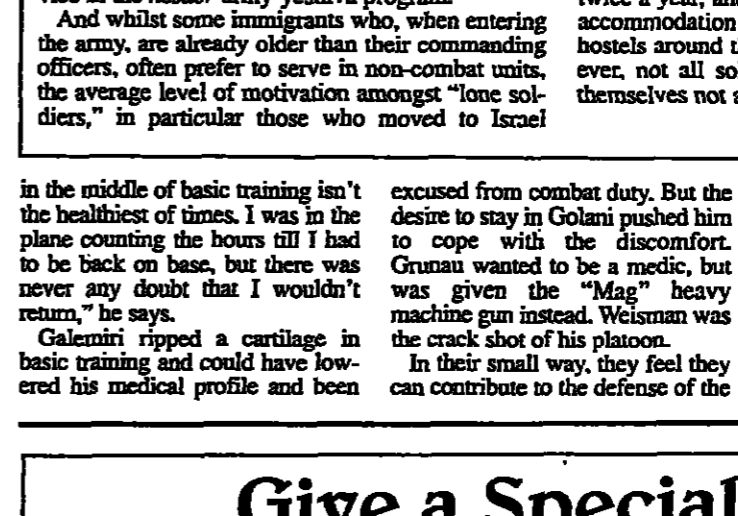 And whilst some immigrants who, when entering
the army, are already older than their commanding
officers, often prefer to serve in non-combat units,
the average level of motivation amongst “lone sol-
diers,” in particular those who moved to Israel
twice a year,
accommodation
hostels around
ever, not all
themselves not
in the middle of basic training isn't
the healthiest of times. I was in the
plane counting the hours till I had
to be back on base, but there was
never any doubt that I wouldn't
return,” he says.
Galemiri ripped a cartilage in
basic training and could have low-
ered his medical profile and been
excused from combat duty. But the
desire to stay in Golani pushed him
to cope with the discomfort.
Grunau wanted to be a medic, but
was given the “Mag” heavy
machine gun instead. Weisman was
the crack shot of his platoon.
In their small way, they feel they
can contribute to the defense of the
Give a Special